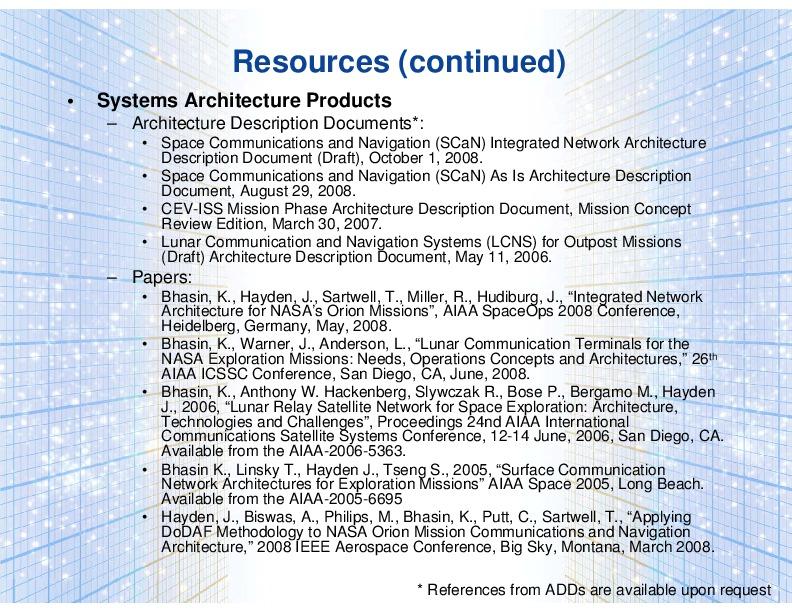 Resources (continued)
• Systems Architecture Products
– Architecture Description Documents*:
• Space Communications and Navigation (SCaN) Integrated Network Architecture
Description Document (Draft), October 1, 2008.
• Space Communications and Navigation (SCaN) As Is Architecture Description
Document, August 29, 2008.
• CEV-ISS Mission Phase Architecture Description Document, Mission Concept
Review Edition, March 30, 2007.
• Lunar Communication and Navigation Systems (LCNS) for Outpost Missions
(Draft) Architecture Description Document, May 11, 2006.
– Papers:
• Bhasin, K., Hayden, J., Sartwell, T., Miller, R., Hudiburg, J., “Integrated Network
Architecture for NASA’s Orion Missions”, AIAA SpaceOps 2008 Conference,
Heidelberg, Germany, May, 2008.
• Bhasin, K., Warner, J., Anderson, L., “Lunar Communication Terminals for the
NASA Exploration Missions: Needs, Operations Concepts and Architectures,” 26th
AIAA ICSSC Conference, San Diego, CA, June, 2008.
• Bhasin, K., Anthony W. Hackenberg, Slywczak R., Bose P., Bergamo M., Hayden
J., 2006, “Lunar Relay Satellite Network for Space Exploration: Architecture,
Technologies and Challenges”, Proceedings 24nd AIAA International
Communications Satellite Systems Conference, 12-14 June, 2006, San Diego, CA.
Available from the AIAA-2006-5363.
• Bhasin K., Linsky T., Hayden J., Tseng S., 2005, “Surface Communication
Network Architectures for Exploration Missions” AIAA Space 2005, Long Beach.
Available from the AIAA-2005-6695
• Hayden, J., Biswas, A., Philips, M., Bhasin, K., Putt, C., Sartwell, T., “Applying
DoDAF Methodology to NASA Orion Mission Communications and Navigation
Architecture,” 2008 IEEE Aerospace Conference, Big Sky, Montana, March 2008.
* References from ADDs are available upon request